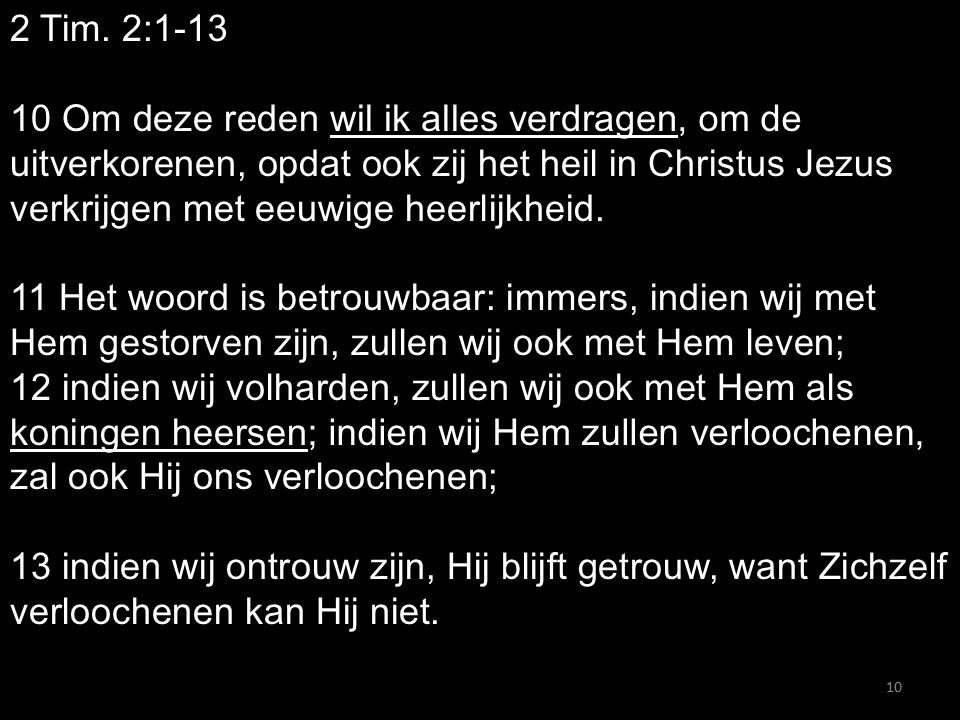 2 Tim. 2:1-13
10 Om deze reden wil ik alles verdragen, om de
uitverkorenen, opdat ook zij het heil in Christus Jezus
verkrijgen met eeuwige heerlijkheid.
11 Het woord is betrouwbaar: immers, indien wij met
Hem gestorven zijn, zullen wij ook met Hem leven;
12 indien wij volharden, zullen wij ook met Hem als
koningen heersen; indien wij Hem zullen verloochenen,
zal ook Hij ons verloochenen;
13 indien wij ontrouw zijn, Hij blijft getrouw, want Zichzelf
verloochenen kan Hij niet.
10